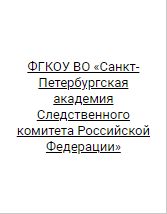 ФГКОУ ВО «Санкт-
Петербургская
академия
Следственного
комитета Российской
Федерации»